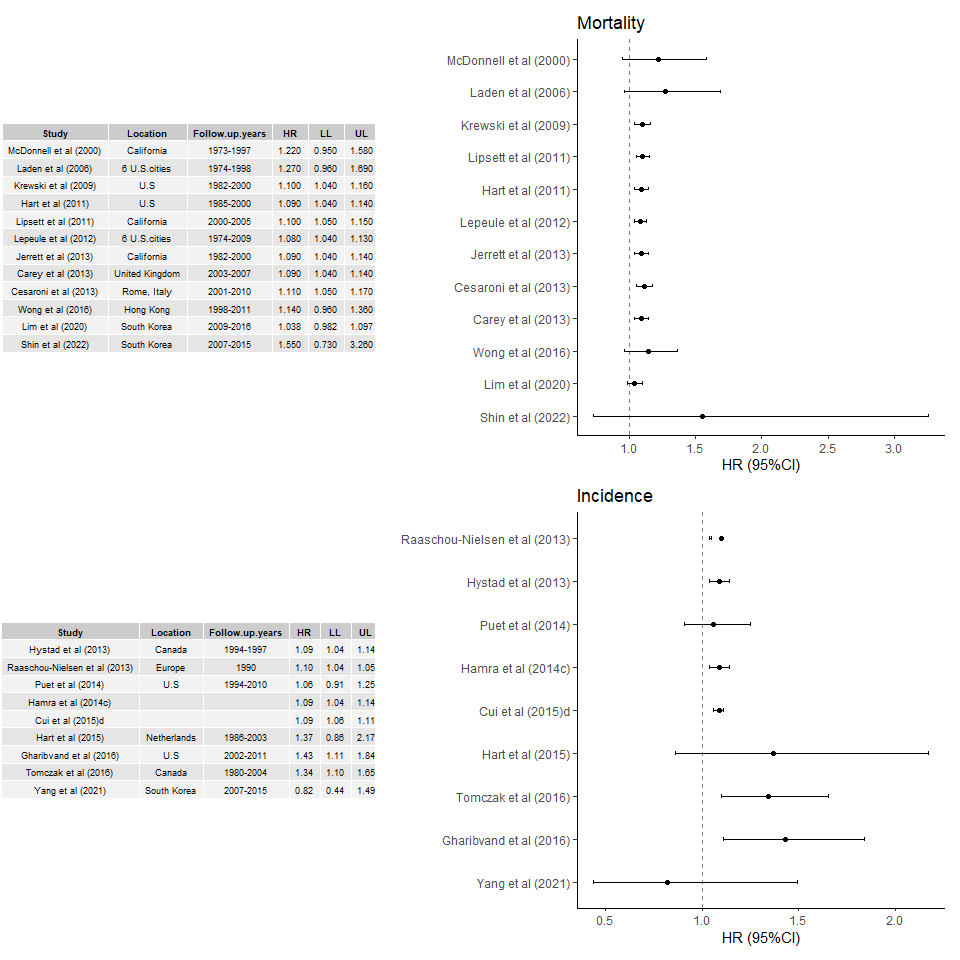 Mortality
Study Location Follow.up.years HR LL UL
McDonnell et al (2000) California 1973-1997 1.220 0.950 1.580
Laden et al (2006) 6 U.S.cities 1974-1998 1.270 0.960 1.690
Krewski et al (2009) U.S 1982-2000 1.100 1.040 1.160
Hart et al (2011) U.S 1985-2000 1.090 1.040 1.140
Lipsett et al (2011) California 2000-2005 1.100 1.050 1.150
Lepeule et al (2012) 6 U.S.cities 1974-2009 1.080 1.040 1.130
Jerrett et al (2013) California 1982-2000 1.090 1.040 1.140
Carey et al (2013) United Kingdom 2003-2007 1.090 1.040 1.140
Cesaroni et al (2013) Rome, Italy 2001-2010 1.110 1.050 1.170
Wong et al (2016) Hong Kong 1998-2011 1.140 0.960 1.360
Lim et al (2020) South Korea 2009-2016 1.038 0.982 1.097
Shin et al (2022) South Korea 2007-2015 1.550 0.730 3.260
McDonnell et al (2000)
Laden et al (2006)
Krewski et al (2009)
Lipsett et al (2011)
Hart et al (2011)
Lepeule et al (2012)
Jerrett et al (2013)
Cesaroni et al (2013)
Carey et al (2013)
Wong et al (2016)
Lim et al (2020)
Shin et al (2022)
1.0 1.5 2.0 2.5 3.0
HR (95%CI)
Incidence
Study Location Follow.up.years HR LL UL
Hystad et al (2013) Canada 1994-1997 1.09 1.04 1.14
Raaschou-Nielsen et al (2013) Europe 1990 1.10 1.04 1.05
Puet et al (2014) U.S 1994-2010 1.06 0.91 1.25
Hamra et al (2014c) 1.09 1.04 1.14
Cui et al (2015)d 1.09 1.06 1.11
Hart et al (2015) Netherlands 1986-2003 1.37 0.86 2.17
Gharibvand et al (2016) U.S 2002-2011 1.43 1.11 1.84
Tomczak et al (2016) Canada 1980-2004 1.34 1.10 1.65
Yang et al (2021) South Korea 2007-2015 0.82 0.44 1.49
Raaschou-Nielsen et al (2013)
Hystad et al (2013)
Puet et al (2014)
Hamra et al (2014c)
Cui et al (2015)d
Hart et al (2015)
Tomczak et al (2016)
Gharibvand et al (2016)
Yang et al (2021)
0.5 1.0 1.5 2.0
HR (95%CI)